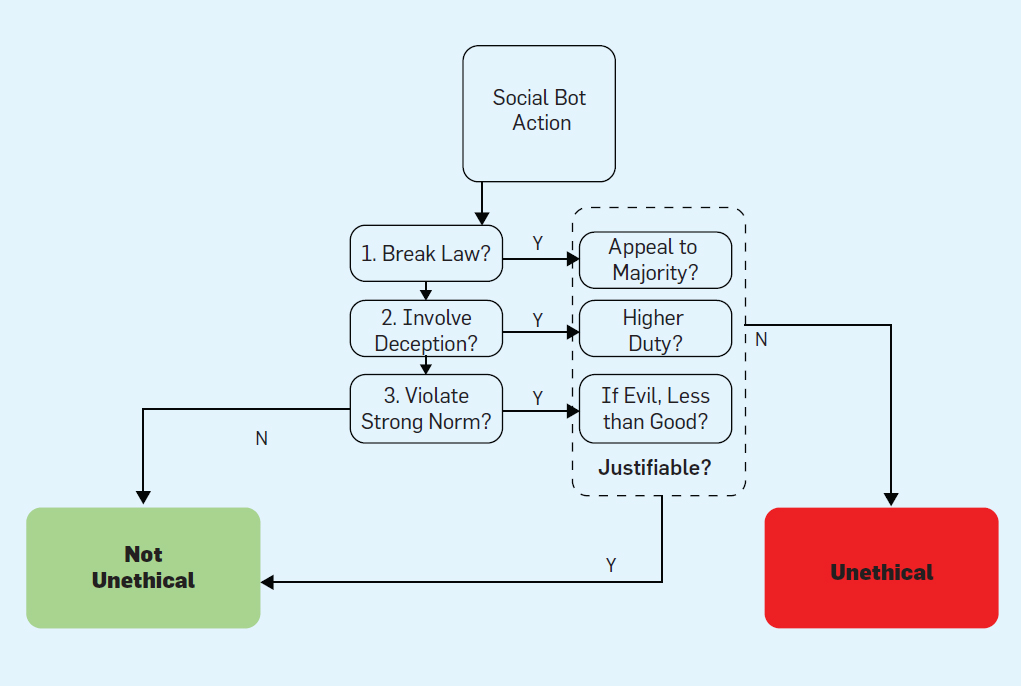 Social Bot
Action
1. Break Law?
Y
Appeal to
Majority?
2. Involve
Deception?
Y
Higher
Duty?
N
3. Violate
Strong Norm?
Y
If Evil, Less
than Good?
N
Justifiable?
Not
Unethical
Y
Unethical